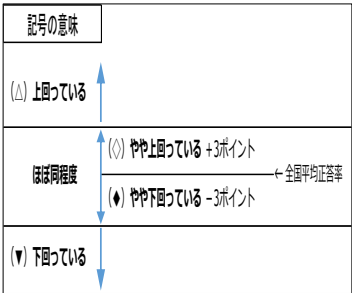 記号の意味
(△) 上回っている
(◇) やや上回っている +3ポイント
ほぼ同程度
←全国平均正答率
(♦) やや下回っている −3ポイント
(▼) 下回っている